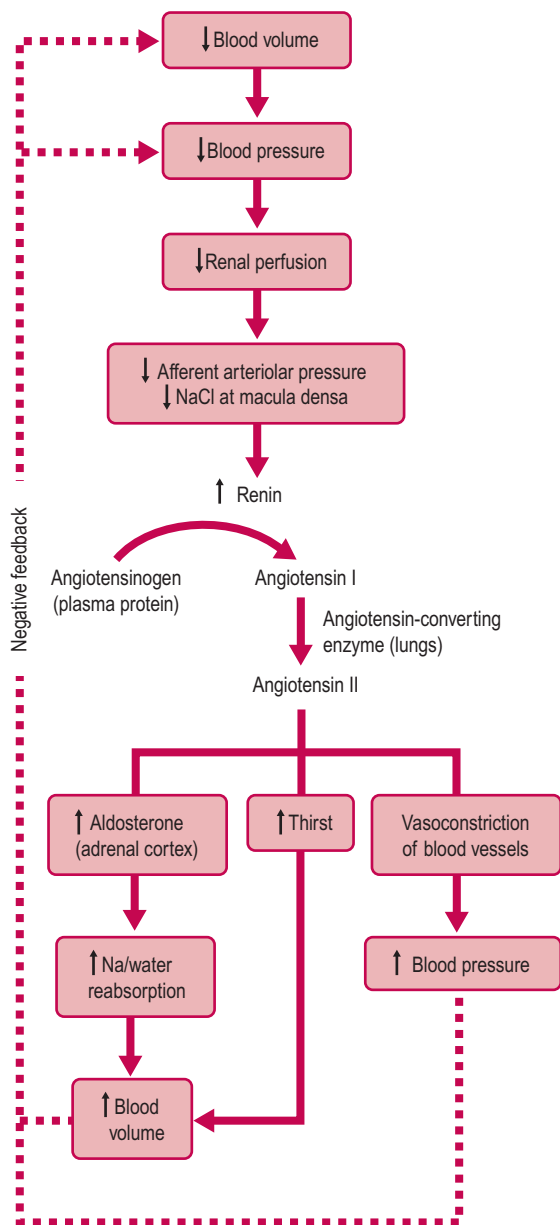 ↓ Blood volume
↓ Blood pressure
↓ Renal perfusion
↓ Afferent arteriolar pressure
↓ NaCl at macula densa
↑ Renin
Negative feedback
Angiotensinogen
(plasma protein)
Angiotensin I
Angiotensin-converting
enzyme (lungs)
Angiotensin II
↑ Aldosterone
(adrenal cortex)
↑ Thirst
Vasoconstriction
of blood vessels
↑ Na/water
reabsorption
↑ Blood pressure
↑ Blood
volume